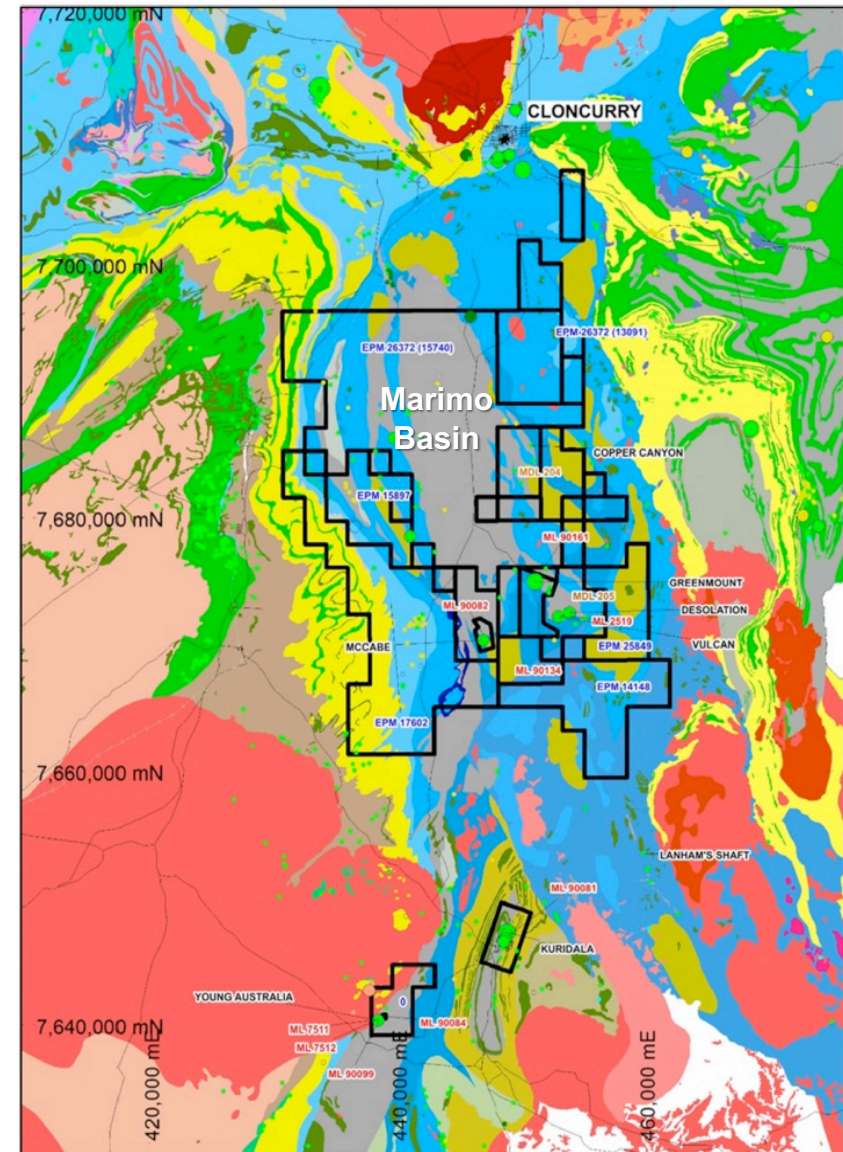 7,720,000 mN
CLONCURRY
7,700,000 mN
EPM 26372 (13091)
EPM 26372 (15740)
Marimo
Basin
COPPER CANYON
MDL 204
EPM 15897
7,680,000 mN
ML 90161
GREENMOUNT
MDL 205
ML 90082
DESOLATION
ML 2519
MCCABE
VULCAN
EPM 25849
ML 90134
EPM 14148
EPM 17602
7,660,000 mN
LANHAM'S SHAFT
ML 90081
KURIDALA
YOUNG AUSTRALIA
0
7,640,000 mN
ML 7511
ML 90084
ML 7512
ML 90099
420,000 mE
440,000 mE
460,000 mE